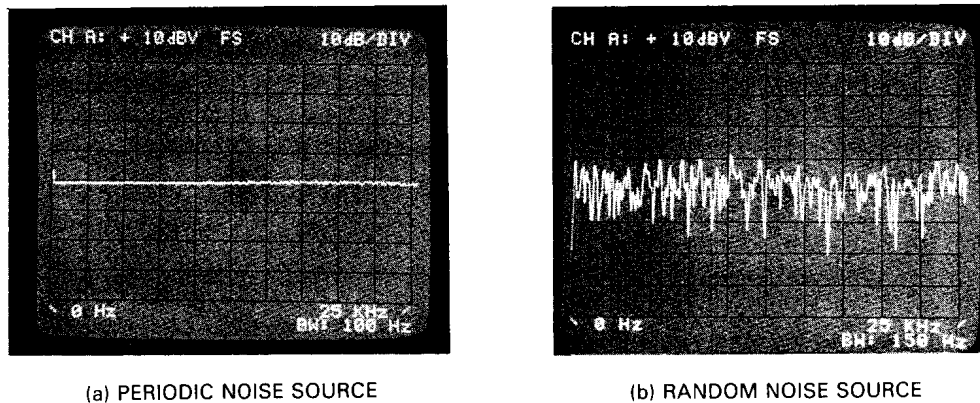 CH A: + 10dBV FS 10dB/DIV
0 Hz 25 KHz
BW: 100 Hz
(a) PERIODIC NOISE SOURCE
CH A: + 10dBV FS 10dB/DIV
0 Hz 25 KHz
BW: 150 Hz
(b) RANDOM NOISE SOURCE